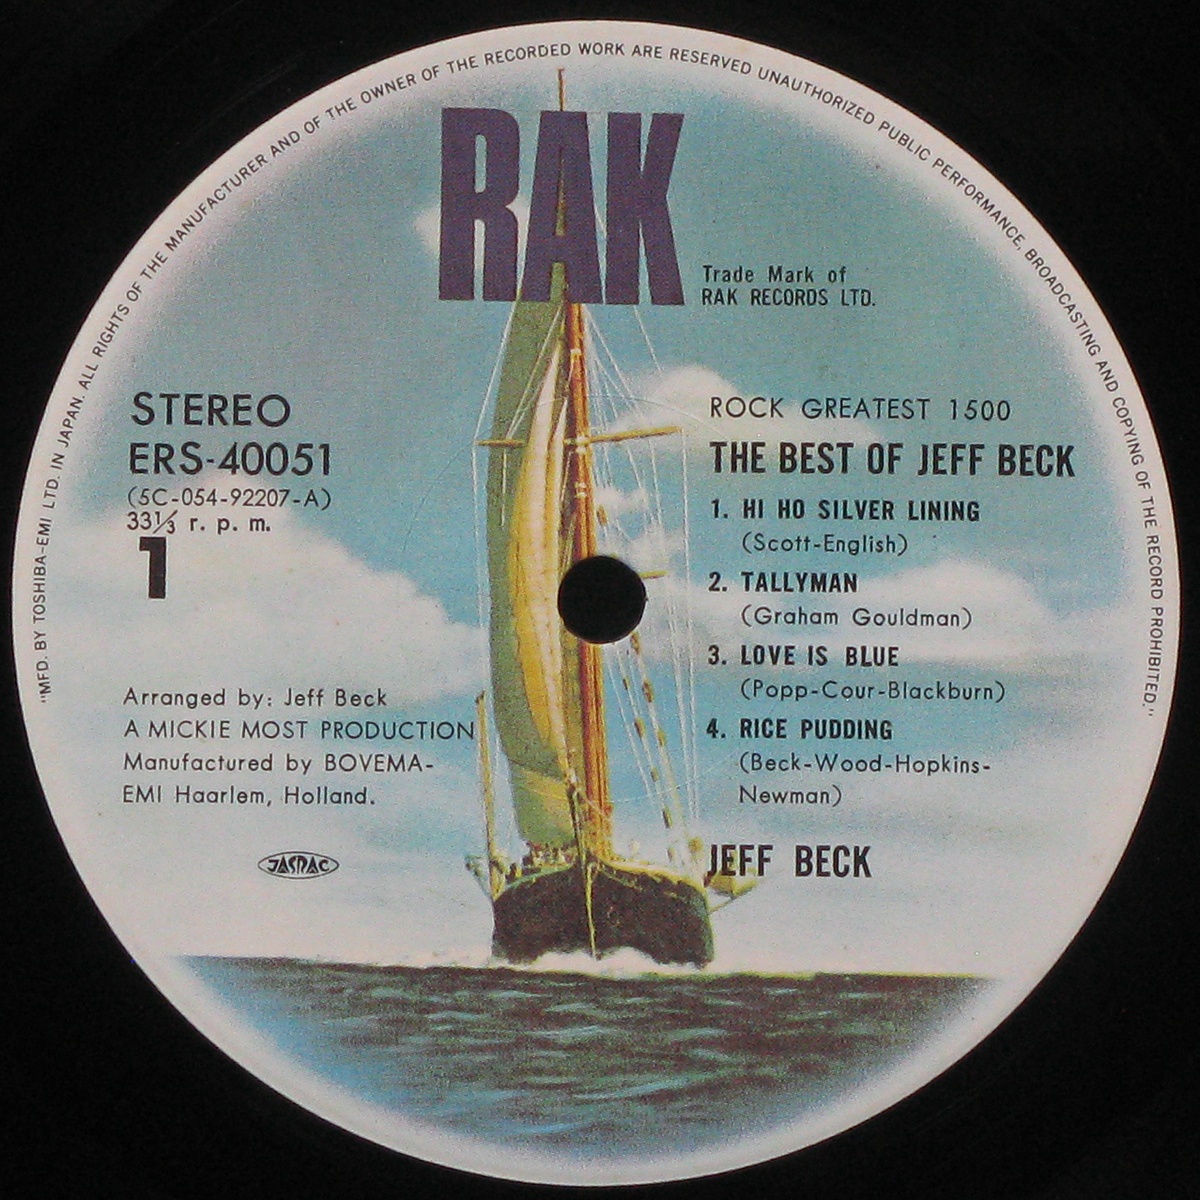 "MFD. BY TOSHIBA-EMI LTD. IN JAPAN. ALL RIGHTS OF THE MANUFACTURER AND OF THE OWNER OF THE RECORDED WORK ARE RESERVED UNAUTHORIZED PUBLIC PERFORMANCE, BROADCASTING AND COPYING OF THE RECORD PROHIBITED."
RAK
Trade Mark of
RAK RECORDS LTD.
STEREO
ERS-40051
(5C-054-92207-A)
33⅓ r. p. m.
1
Arranged by: Jeff Beck
A MICKIE MOST PRODUCTION
Manufactured by BOVEMA-
EMI Haarlem, Holland.
JASRAC
ROCK GREATEST 1500
THE BEST OF JEFF BECK
1. HI HO SILVER LINING
(Scott-English)
2. TALLYMAN
(Graham Gouldman)
3. LOVE IS BLUE
(Popp-Cour-Blackburn)
4. RICE PUDDING
(Beck-Wood-Hopkins-
Newman)
JEFF BECK